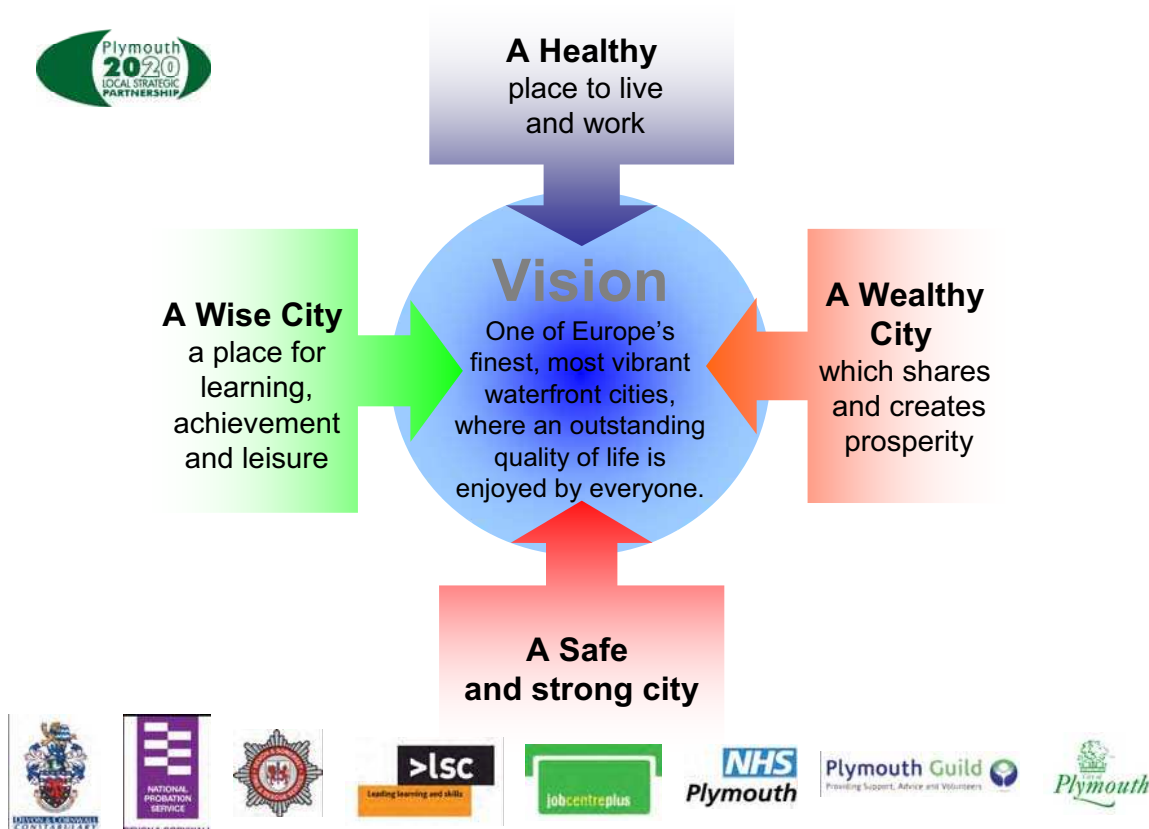 Plymouth
2020
LOCAL STRATEGIC
PARTNERSHIP
A Healthy
place to live
and work
Vision
One of Europe’s
finest, most vibrant
waterfront cities,
where an outstanding
quality of life is
enjoyed by everyone.
A Wise City
a place for
learning,
achievement
and leisure
A Wealthy
City
which shares
and creates
prosperity
A Safe
and strong city
DEVON & CORNWALL
CONSTABULARY
NATIONAL
PROBATION
SERVICE
>lsc
Leading learning and skills
jobcentreplus
NHS
Plymouth
Plymouth Guild
Providing Support, Advice and Volunteers
Plymouth